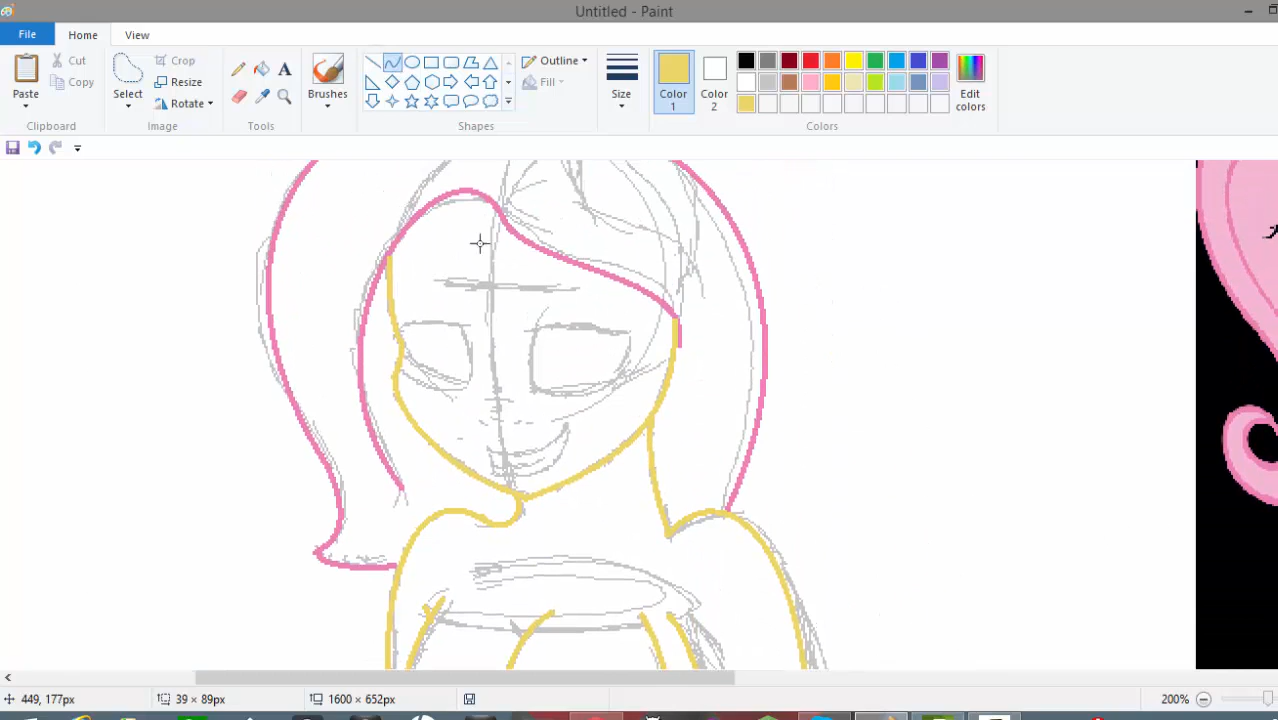 Untitled - Paint
File Home View
Paste
Cut
Copy
Clipboard
Select
Crop
Resize
Rotate
Image
Tools
Brushes
Outline
Fill
Shapes
Size
Color
1
Color
2
Edit
colors
Colors
449, 177px
39 × 89px
1600 × 652px
200%